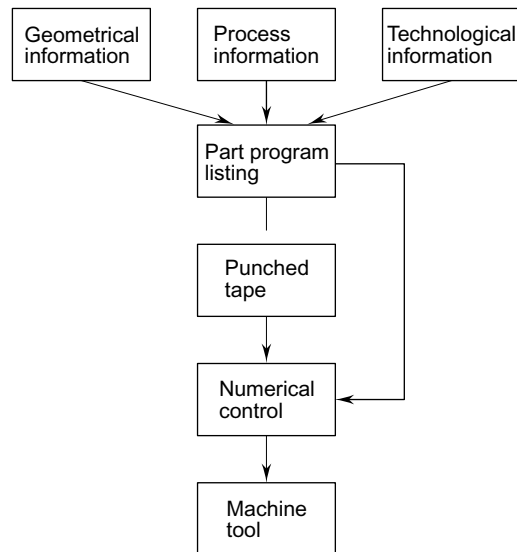 Geometrical
information
Process
information
Technological
information
Part program
listing
Punched
tape
Numerical
control
Machine
tool